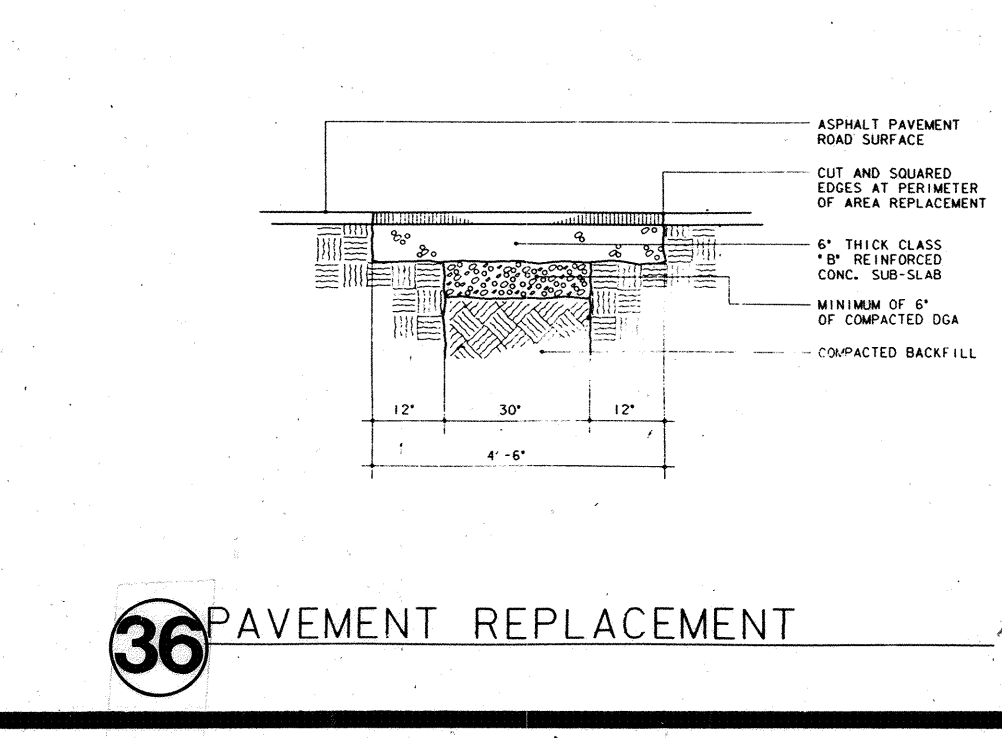 ASPHALT PAVEMENT
ROAD SURFACE
CUT AND SQUARED
EDGES AT PERIMETER
OF AREA REPLACEMENT
6" THICK CLASS
"B" REINFORCED
CONC. SUB-SLAB
MINIMUM OF 6"
OF COMPACTED DGA
COMPACTED BACKFILL
12" 30" 12"
4'-6"
36 PAVEMENT REPLACEMENT